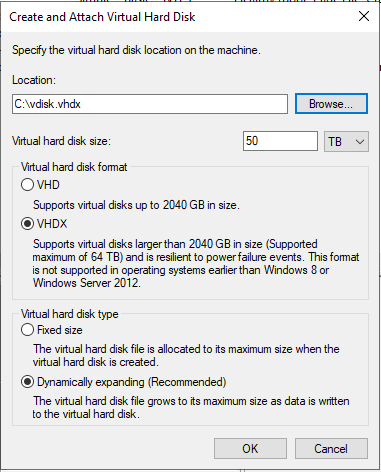 Create and Attach Virtual Hard Disk
Specify the virtual hard disk location on the machine.
Location:
C:\vdisk.vhdx
Browse...
Virtual hard disk size:
50
TB
Virtual hard disk format
VHD
Supports virtual disks up to 2040 GB in size.
VHDX
Supports virtual disks larger than 2040 GB in size (Supported
maximum of 64 TB) and is resilient to power failure events. This format
is not supported in operating systems earlier than Windows 8 or
Windows Server 2012.
Virtual hard disk type
Fixed size
The virtual hard disk file is allocated to its maximum size when the
virtual hard disk is created.
Dynamically expanding (Recommended)
The virtual hard disk file grows to its maximum size as data is written
to the virtual hard disk.
OK
Cancel